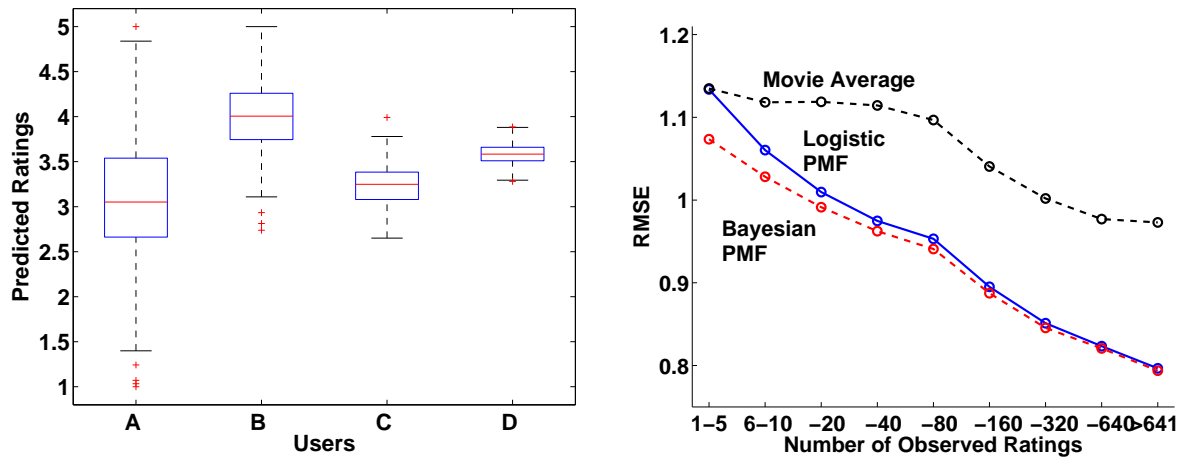 5
4.5
4
3.5
3
2.5
2
1.5
1
Predicted Ratings
A B C D
Users
1.2
1.1
1
0.9
0.8
RMSE
Movie Average
Logistic
PMF
Bayesian
PMF
1−5 6−10 −20 −40 −80 −160 −320 −640 >641
Number of Observed Ratings